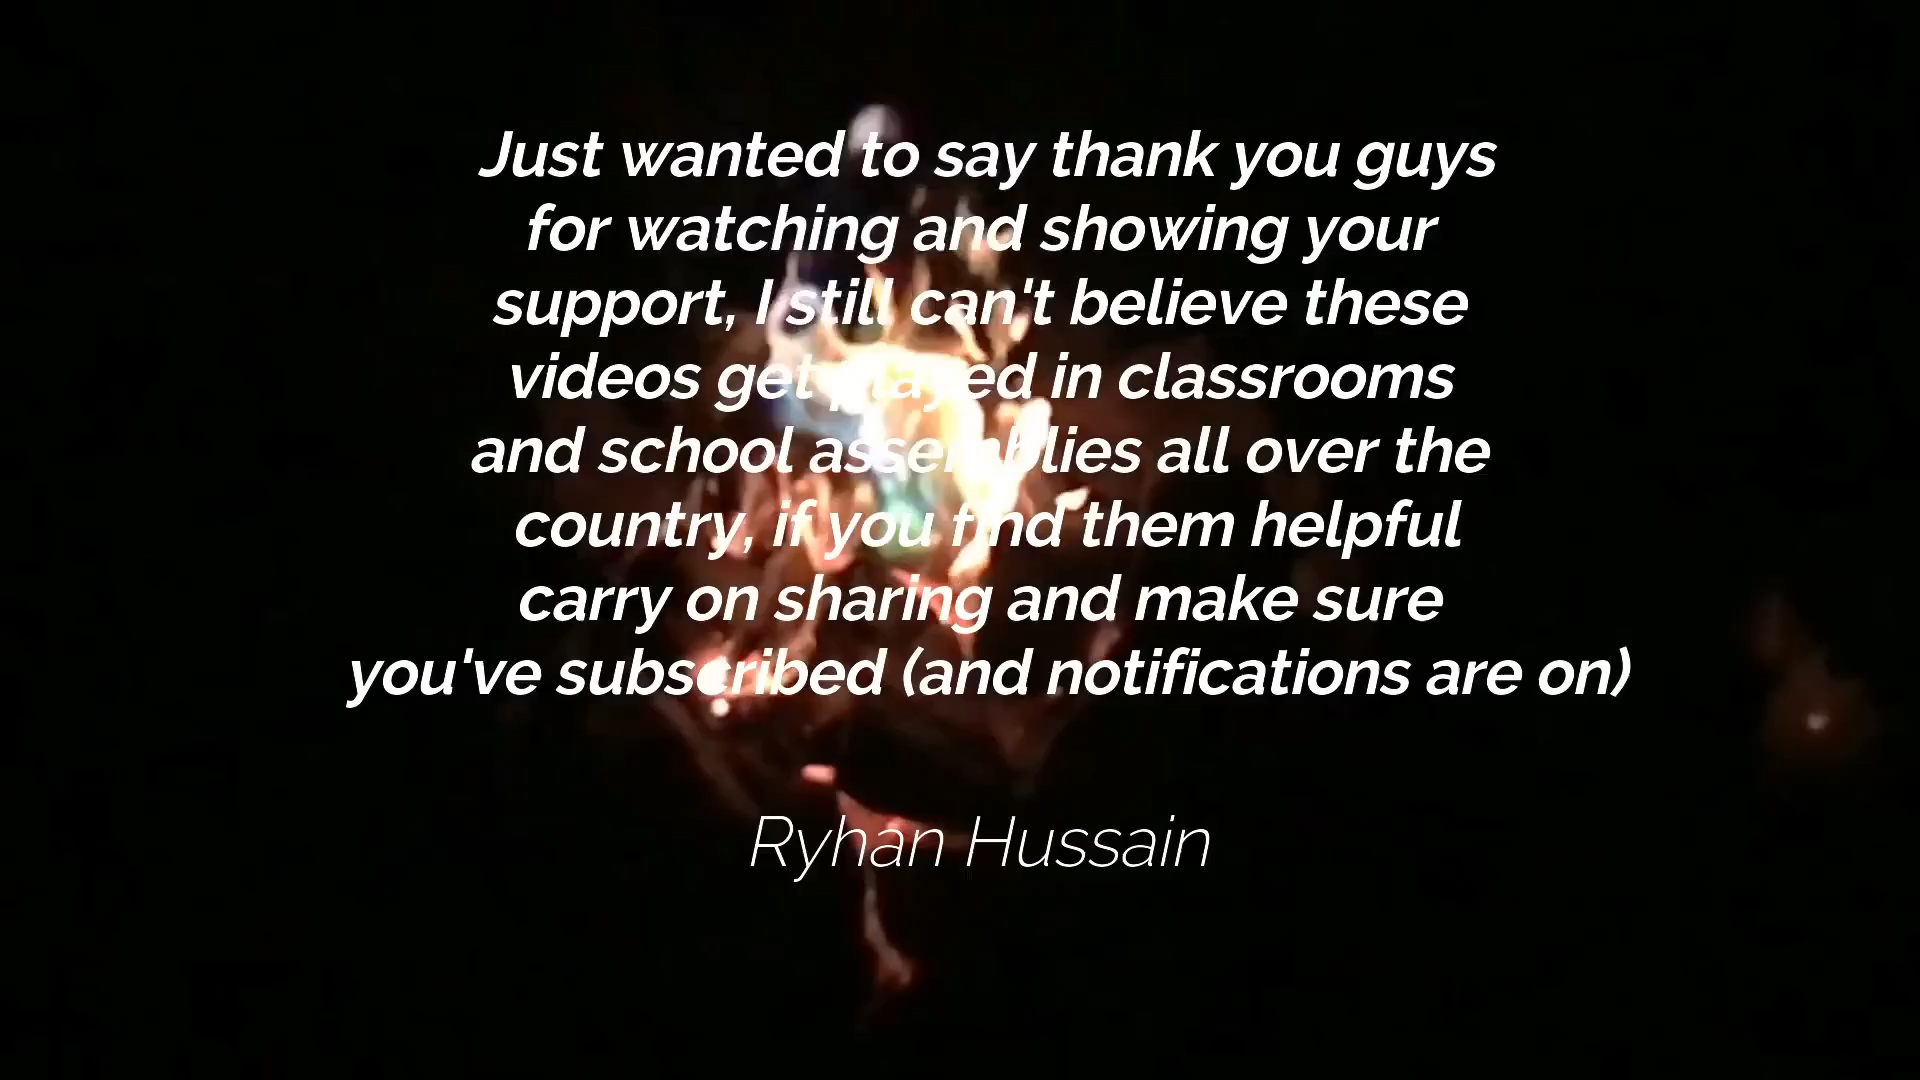 Just wanted to say thank you guys
for watching and showing your
support, I still can't believe these
videos get played in classrooms
and school assemblies all over the
country, if you find them helpful
carry on sharing and make sure
you've subscribed (and notifications are on)
Ryhan Hussain